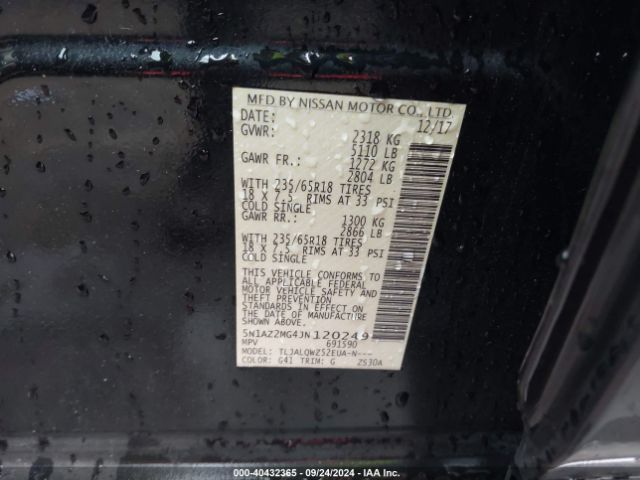 MFD BY NISSAN MOTOR CO., LTD.
DATE: 12/17
GVWR: 2318 KG
5110 LB
GAWR FR.: 1272 KG
2804 LB
WITH 235/65R18 TIRES
18 X 7.5 RIMS AT 33 PSI
COLD SINGLE
GAWR RR.: 1300 KG
2866 LB
WITH 235/65R18 TIRES
18 X 7.5 RIMS AT 33 PSI
COLD SINGLE
THIS VEHICLE CONFORMS TO
ALL APPLICABLE FEDERAL
MOTOR VEHICLE SAFETY AND
THEFT PREVENTION
STANDARDS IN EFFECT ON
THE DATE OF MANUFACTURE
SHOWN ABOVE.
5N1AZ2MG4JN120249
MPV 691590
MODEL: TLJALQWZ52EUA-N---
COLOR: G41 TRIM: G ZS30A
000-40432365 - 09/24/2024 - IAA Inc.